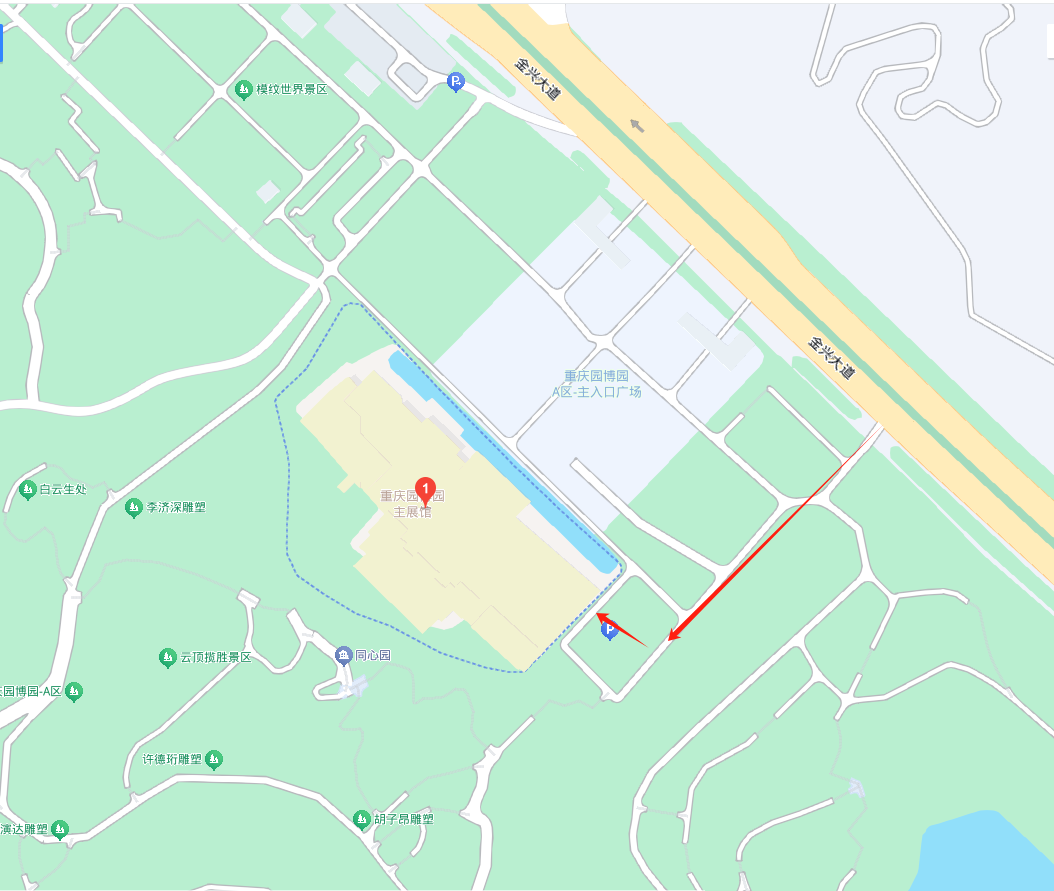 金兴大道
P
模纹世界景区
金兴大道
重庆园博园
A区-主入口广场
1
重庆园 园
主展馆
白云生处
李济深雕塑
P
同心园
云顶揽胜景区
园博园-A区
许德珩雕塑
胡子昂雕塑
演达雕塑